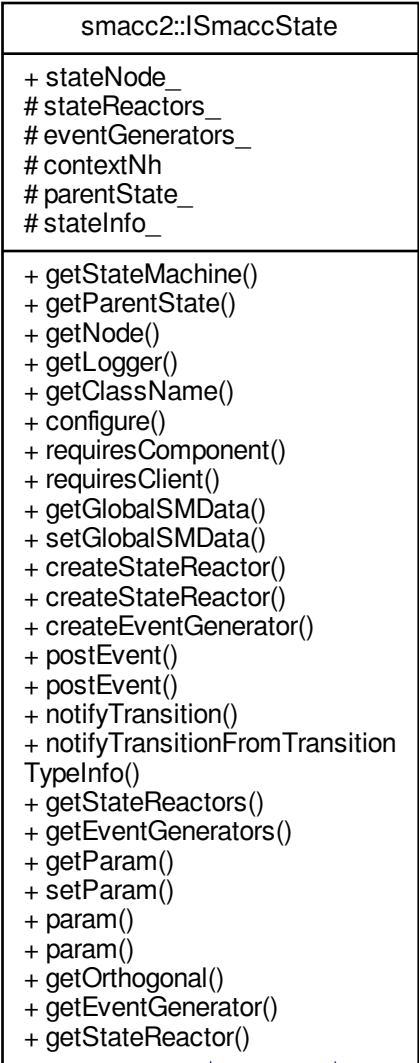 smacc2::ISmaccState
+ stateNode_
# stateReactors_
# eventGenerators_
# contextNh
# parentState_
# stateInfo_
+ getStateMachine()
+ getParentState()
+ getNode()
+ getLogger()
+ getClassName()
+ configure()
+ requiresComponent()
+ requiresClient()
+ getGlobalSMData()
+ setGlobalSMData()
+ createStateReactor()
+ createStateReactor()
+ createEventGenerator()
+ postEvent()
+ postEvent()
+ notifyTransition()
+ notifyTransitionFromTransition
TypeInfo()
+ getStateReactors()
+ getEventGenerators()
+ getParam()
+ setParam()
+ param()
+ param()
+ getOrthogonal()
+ getEventGenerator()
+ getStateReactor()